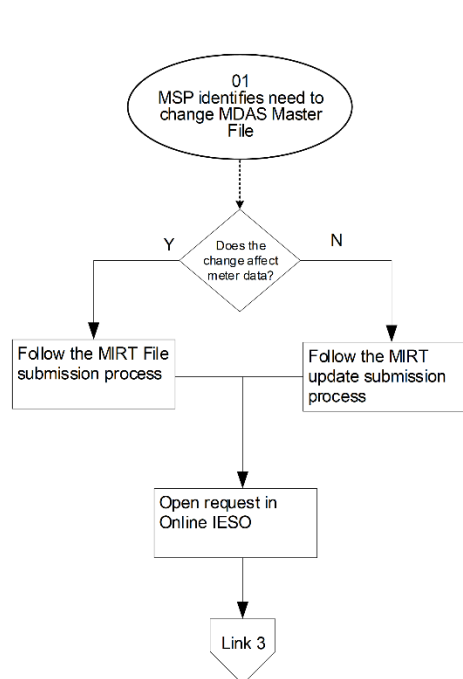 01
MSP identifies need to
change MDAS Master
File
Y
Does the
change affect
meter data?
N
Follow the MIRT File
submission process
Follow the MIRT
update submission
process
Open request in
Online IESO
Link 3